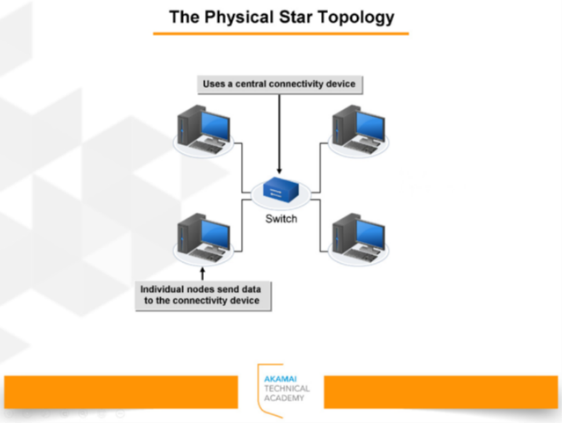 The Physical Star Topology
Uses a central connectivity device
Switch
Individual nodes send data
to the connectivity device
AKAMAI
TECHNICAL
ACADEMY